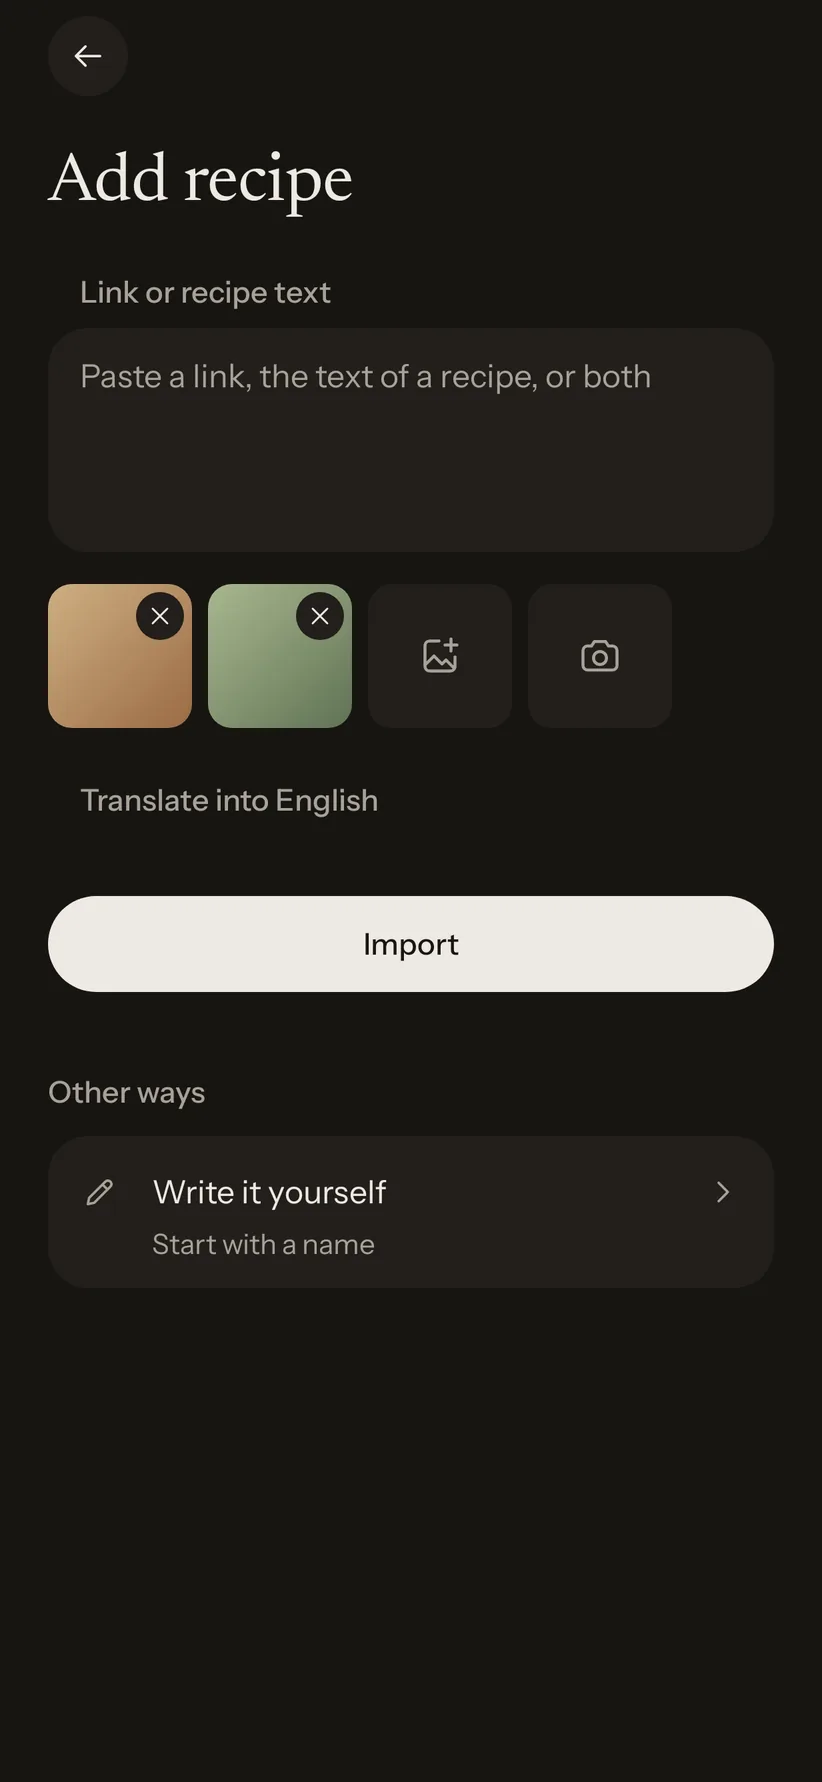 Add recipe
Link or recipe text
Paste a link, the text of a recipe, or both
Translate into English
Import
Other ways
Write it yourself
Start with a name